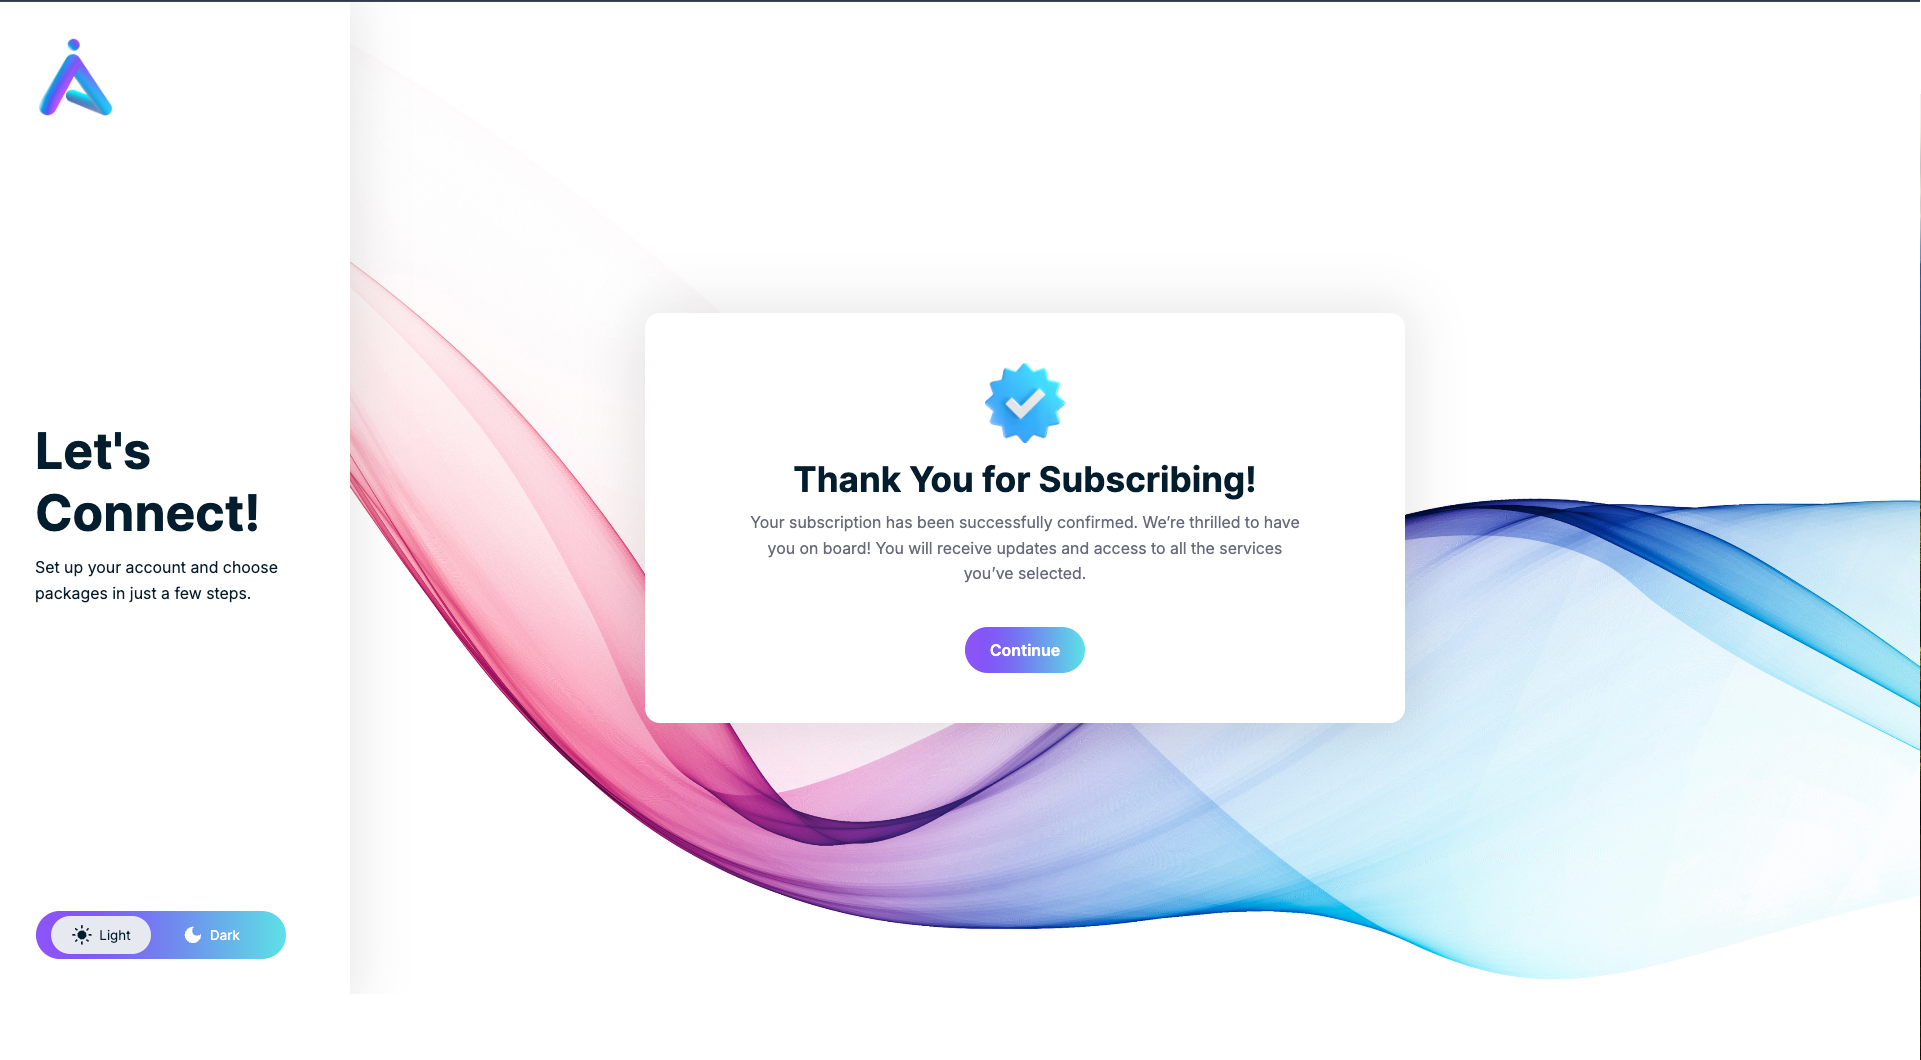 Let's
Connect!
Set up your account and choose
packages in just a few steps.
Light
Dark
Thank You for Subscribing!
Your subscription has been successfully confirmed. We’re thrilled to have
you on board! You will receive updates and access to all the services
you’ve selected.
Continue